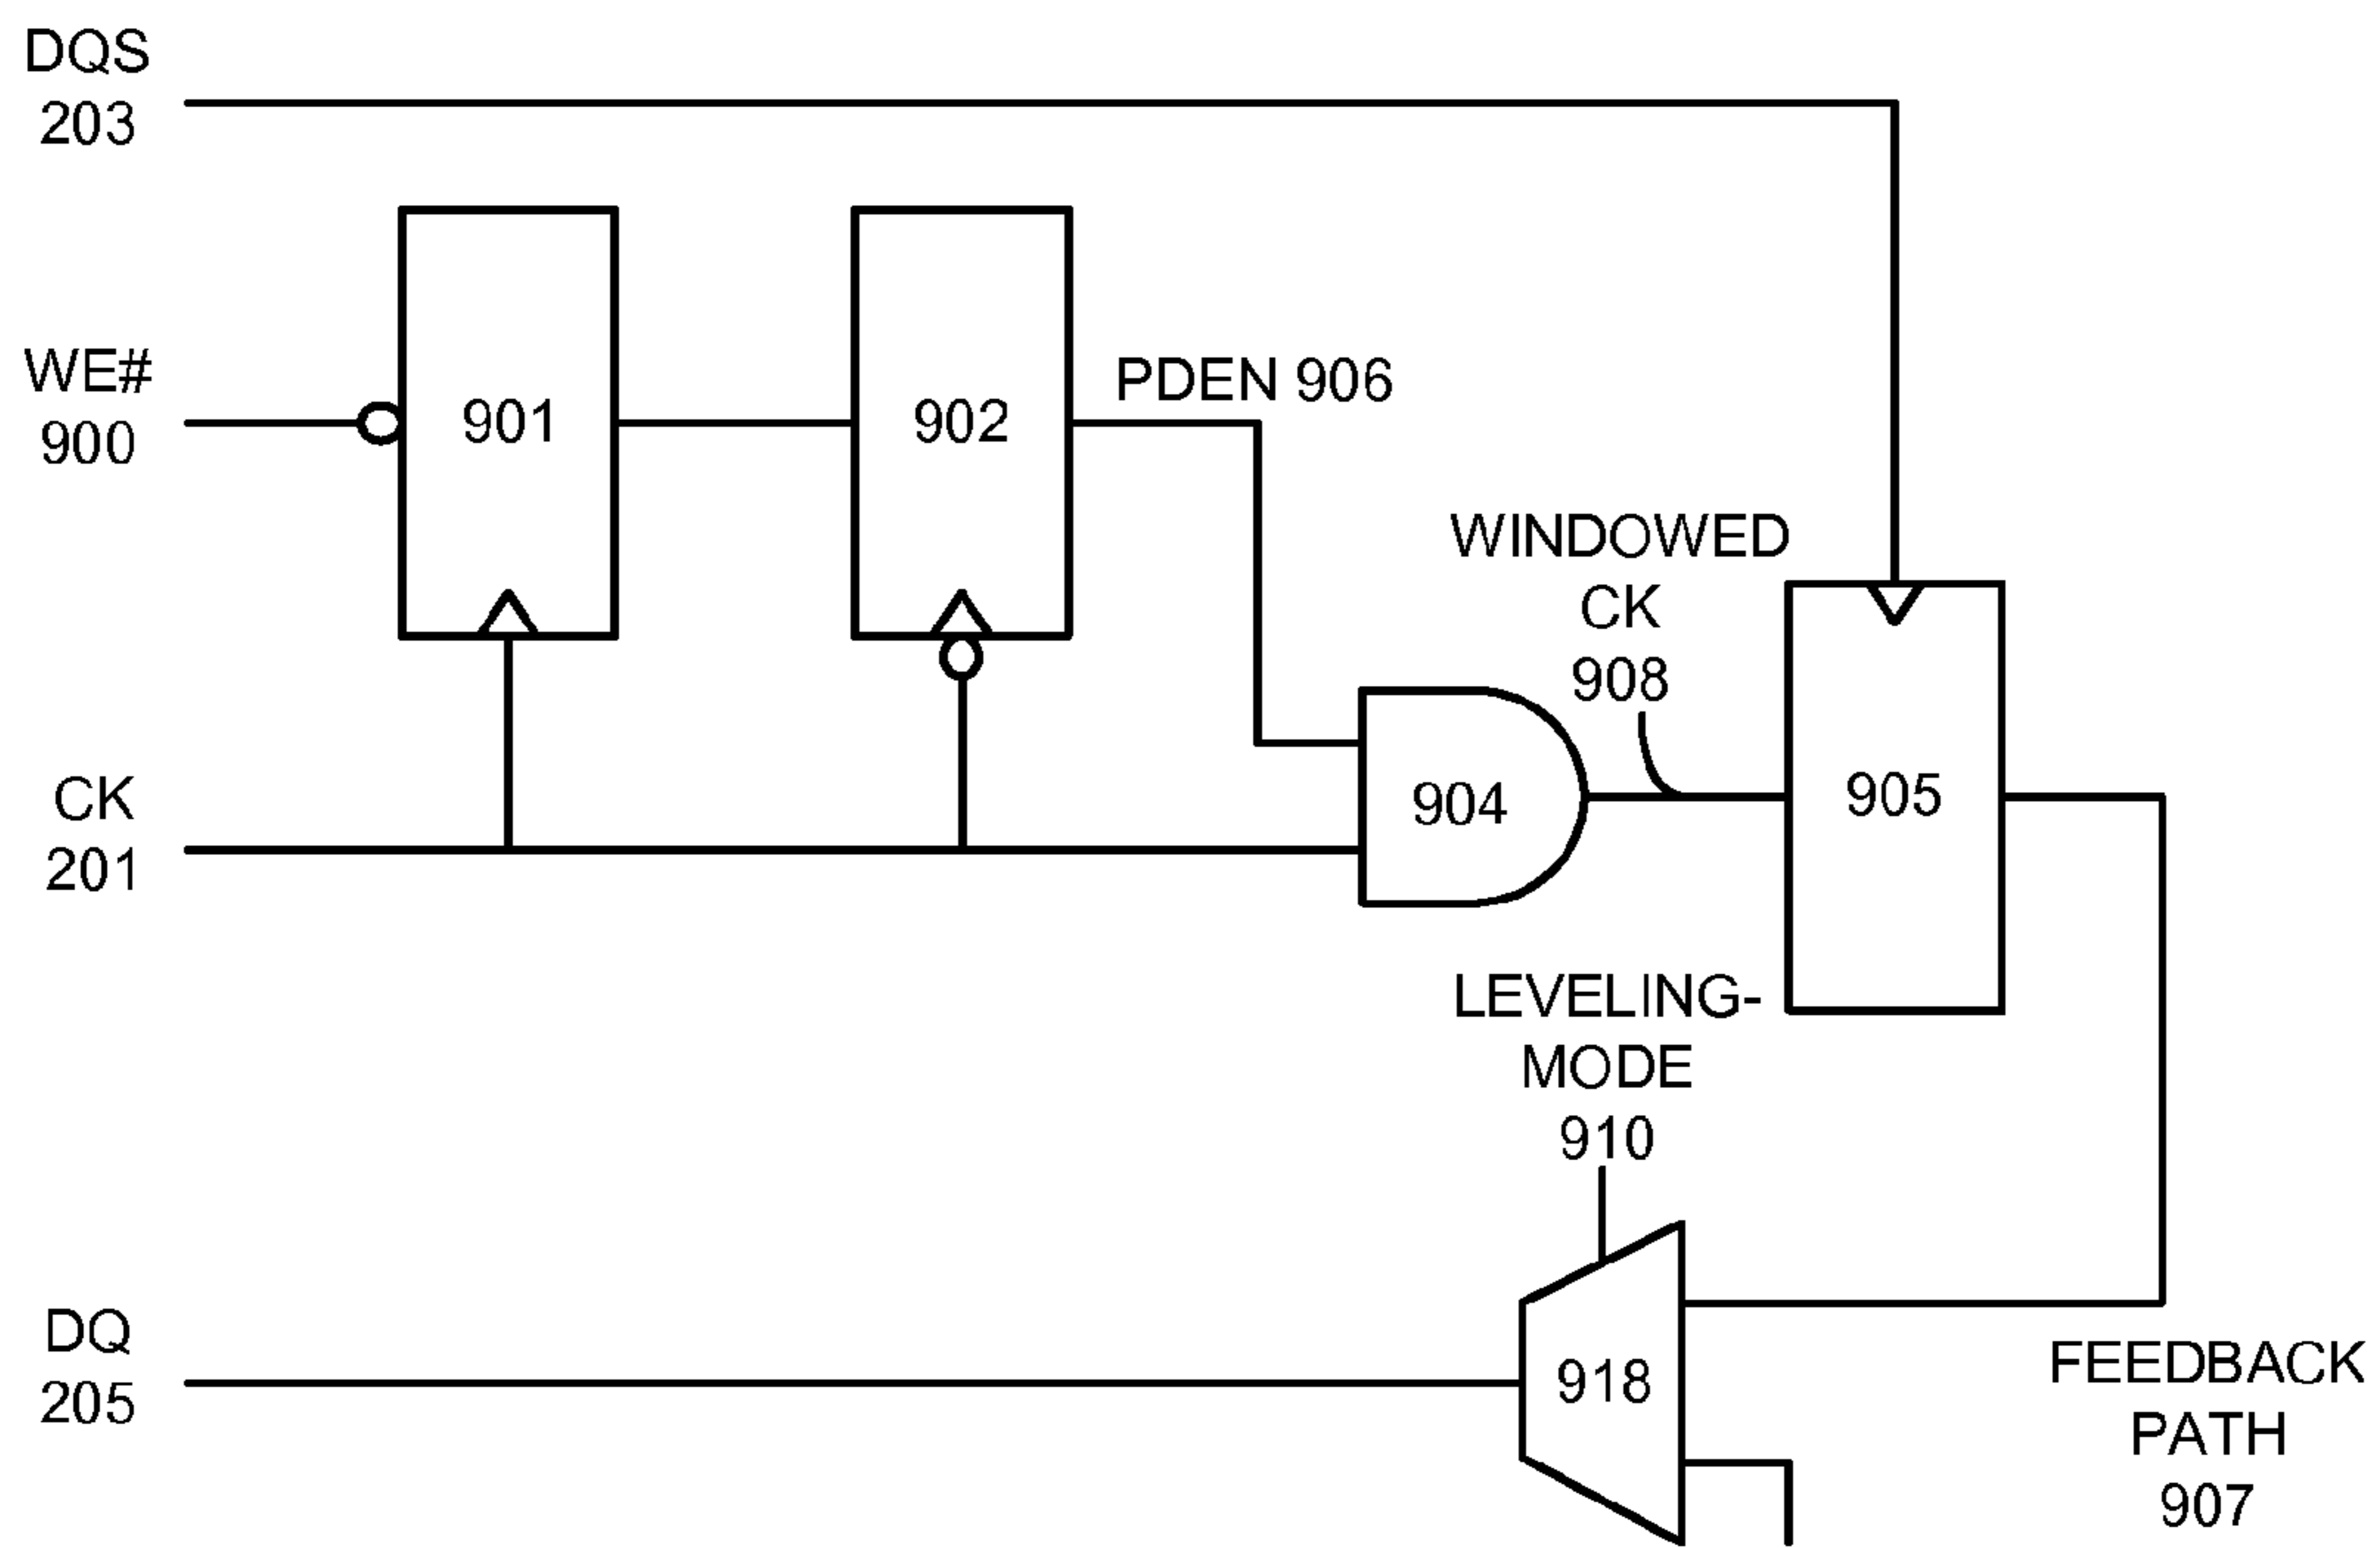 DQS
203
WE#
900
901
902
PDEN 906
WINDOWED
CK
908
CK
201
904
905
LEVELING-
MODE
910
DQ
205
918
FEEDBACK
PATH
907